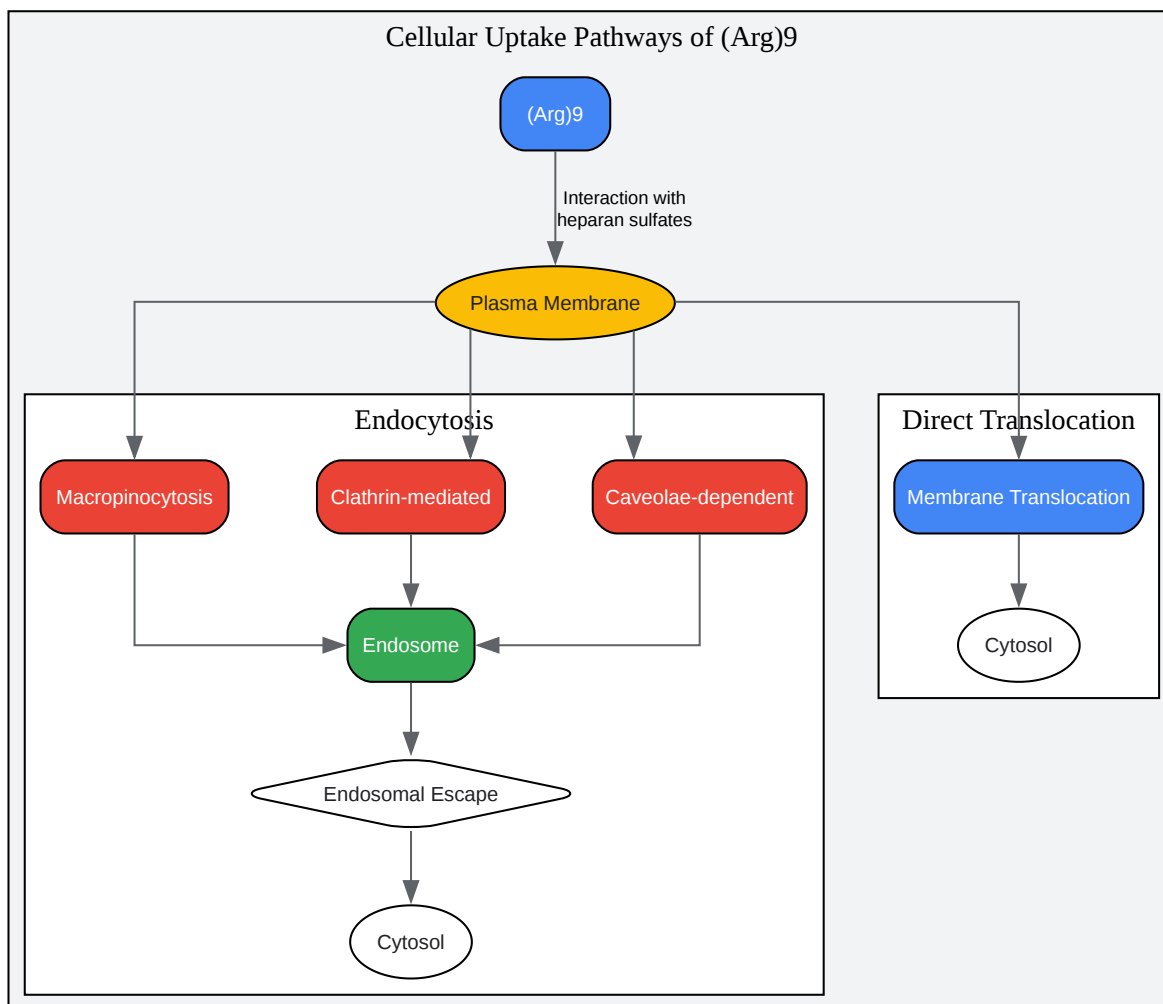 Cellular Uptake Pathways of (Arg)9
(Arg)9
Interaction with
heparan sulfates
Plasma Membrane
Endocytosis
Direct Translocation
Macropinocytosis
Clathrin-mediated
Caveolae-dependent
Membrane Translocation
Endosome
Cytosol
Endosomal Escape
Cytosol